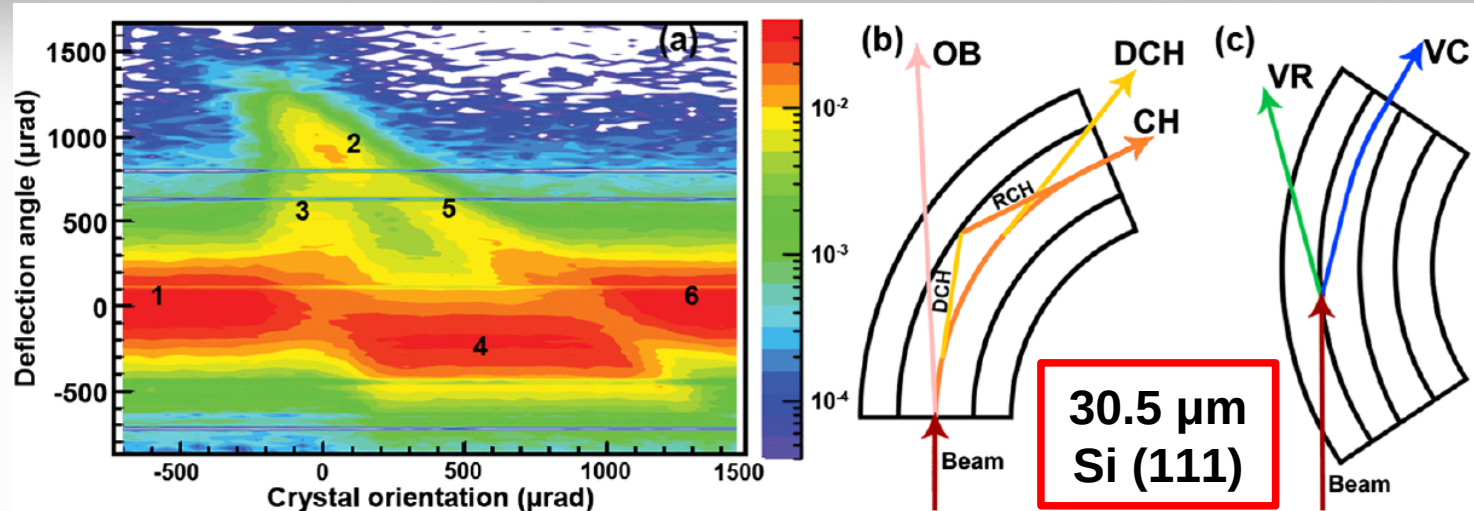 (a)
Deflection angle (μrad)
1500
1000
500
0
-500
1
2
3
4
5
6
-500
0
500
1000
1500
Crystal orientation (μrad)
10-2
10-3
10-4
(b)
OB
DCH
CH
RCH
DCH
Beam
30.5 μm
Si (111)
(c)
VR
VC
Beam